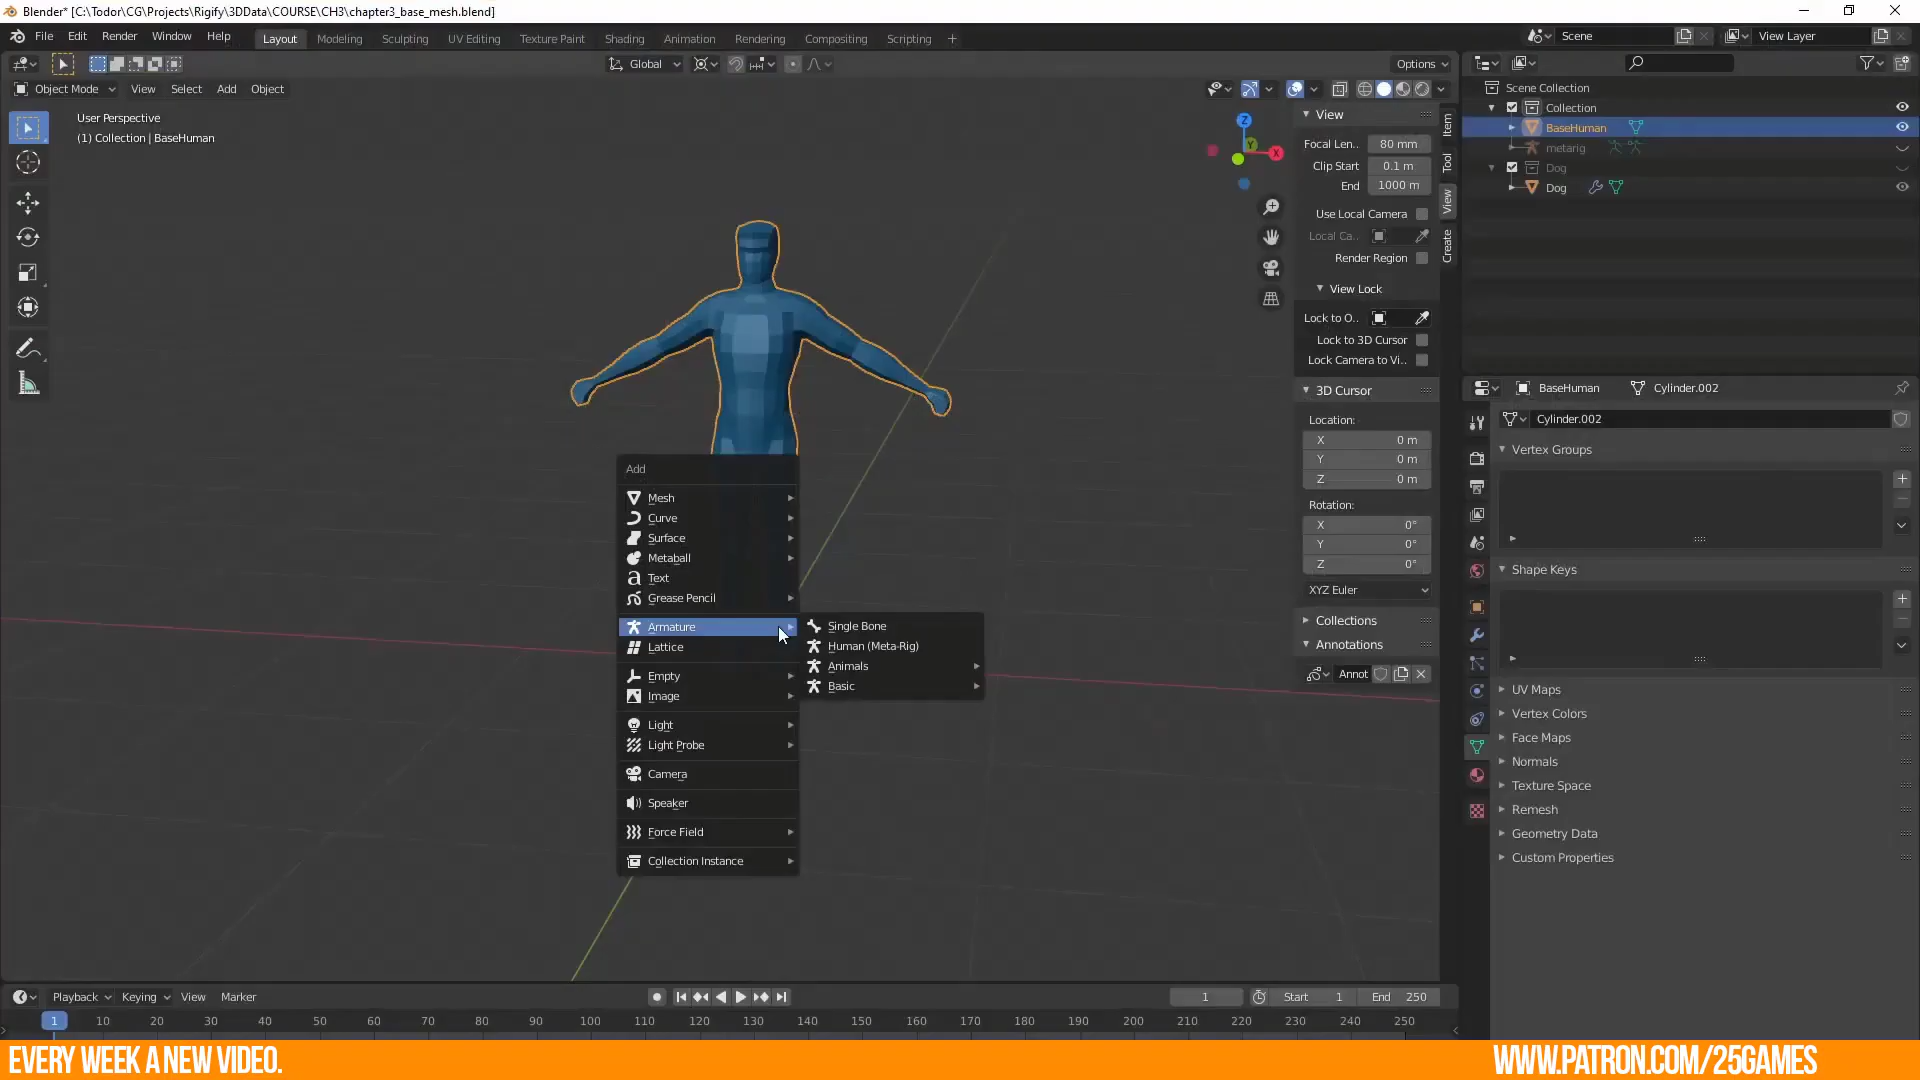 Blender* [C:\Todor\CG\Projects\Rigify\3DData\COURSE\CH3\chapter3_base_mesh.blend]
File Edit Render Window Help Layout Modeling Sculpting UV Editing Texture Paint Shading Animation Rendering Compositing Scripting + Scene View Layer
Global Options
Object Mode View Select Add Object
User Perspective
(1) Collection | BaseHuman
Z
Y
X
View
Focal Len.. 80 mm
Clip Start 0.1 m
End 1000 m
Use Local Camera
Local Ca..
Render Region
View Lock
Lock to O..
Lock to 3D Cursor
Lock Camera to Vi..
3D Cursor
Location:
X 0 m
Y 0 m
Z 0 m
Rotation:
X 0°
Y 0°
Z 0°
XYZ Euler
Collections
Annotations
Annot
Item
Tool
View
Create
Scene Collection
Collection
BaseHuman
metarig
Dog
Dog
BaseHuman Cylinder.002
Cylinder.002
Vertex Groups
Shape Keys
UV Maps
Vertex Colors
Face Maps
Normals
Texture Space
Remesh
Geometry Data
Custom Properties
Add
Mesh
Curve
Surface
Metaball
Text
Grease Pencil
Armature
Lattice
Empty
Image
Light
Light Probe
Camera
Speaker
Force Field
Collection Instance
Single Bone
Human (Meta-Rig)
Animals
Basic
Playback Keying View Marker 1 Start 1 End 250
1 10 20 30 40 50 60 70 80 90 100 110 120 130 140 150 160 170 180 190 200 210 220 230 240 250
EVERY WEEK A NEW VIDEO. WWW.PATRON.COM/25GAMES